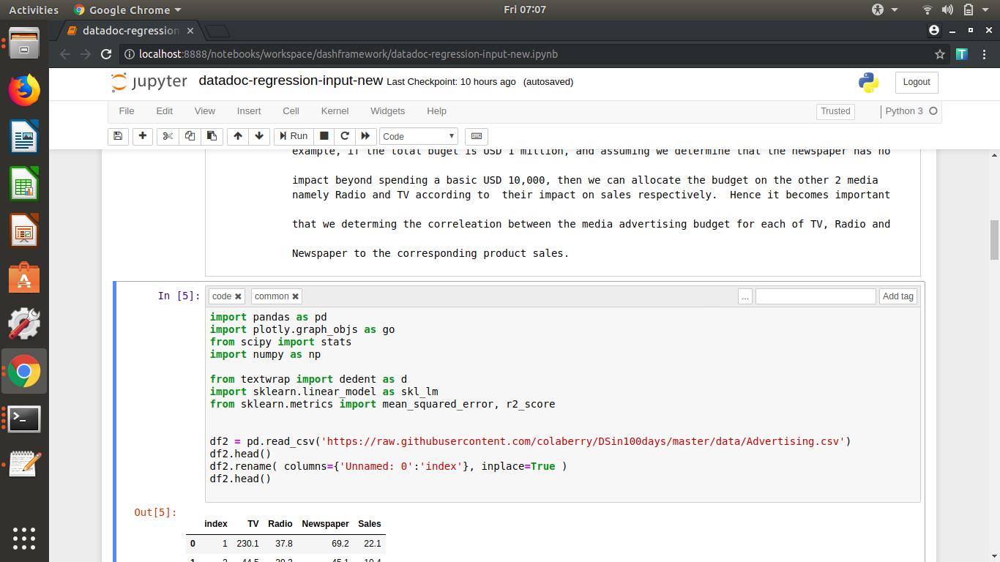 Activities Google Chrome Fri 07:07
datadoc-regression
localhost:8888/notebooks/workspace/dashframework/datadoc-regression-input-new.ipynb T
jupyter datadoc-regression-input-new Last Checkpoint: 10 hours ago (autosaved) Logout
File Edit View Insert Cell Kernel Widgets Help Trusted Python 3
Run Code
example, if the total buget is USD 1 million, and assuming we determine that the newspaper has no
impact beyond spending a basic USD 10,000, then we can allocate the budget on the other 2 media
namely Radio and TV according to  their impact on sales respectively.  Hence it becomes important
that we determing the correleation between the media advertising budget for each of TV, Radio and
Newspaper to the corresponding product sales.
In [5]: code common ... Add tag
import pandas as pd
import plotly.graph_objs as go
from scipy import stats
import numpy as np
from textwrap import dedent as d
import sklearn.linear_model as skl_lm
from sklearn.metrics import mean_squared_error, r2_score
df2 = pd.read_csv('https://raw.githubusercontent.com/colaberry/DSin100days/master/data/Advertising.csv')
df2.head()
df2.rename( columns={'Unnamed: 0':'index'}, inplace=True )
df2.head()
Out[5]:
index TV Radio Newspaper Sales
0 1 230.1 37.8 69.2 22.1
1 2 44.5 39.3 45.1 10.4